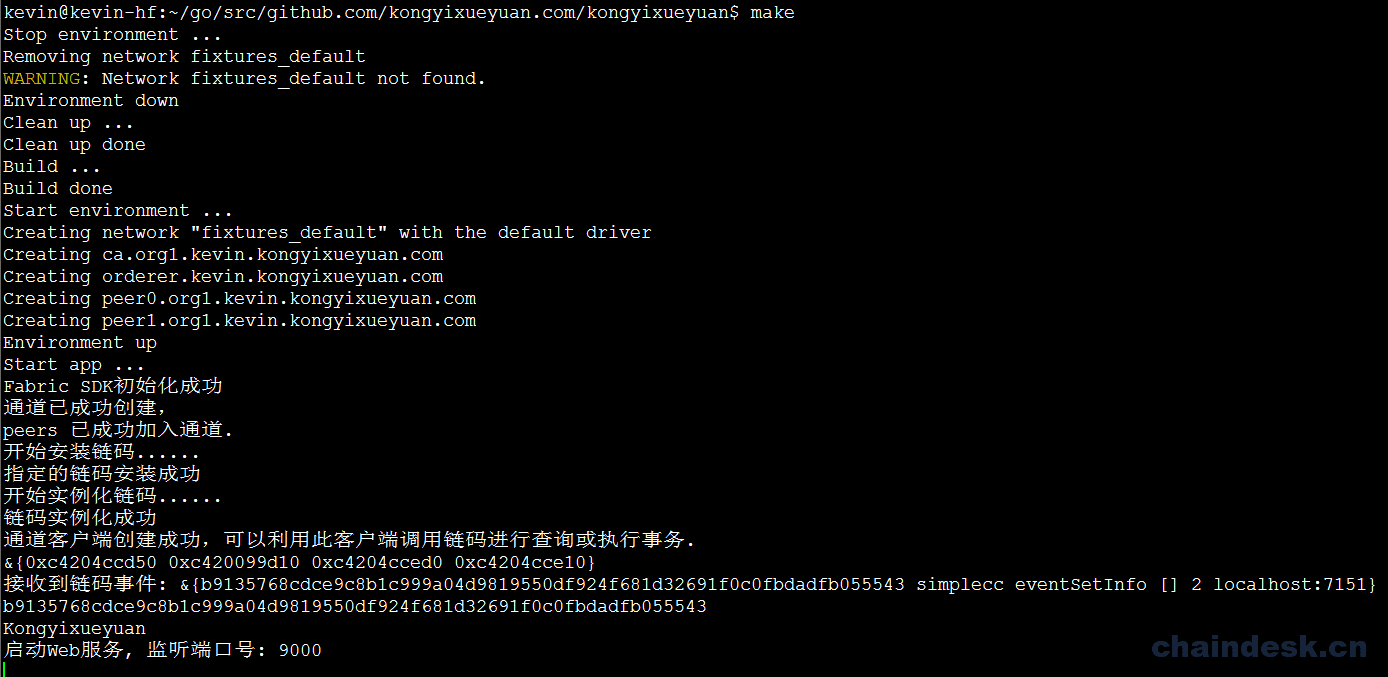 kevin@kevin-hf:~/go/src/github.com/kongyixueyuan.com/kongyixueyuan$ make
Stop environment ...
Removing network fixtures_default
WARNING: Network fixtures_default not found.
Environment down
Clean up ...
Clean up done
Build ...
Build done
Start environment ...
Creating network "fixtures_default" with the default driver
Creating ca.org1.kevin.kongyixueyuan.com
Creating orderer.kevin.kongyixueyuan.com
Creating peer0.org1.kevin.kongyixueyuan.com
Creating peer1.org1.kevin.kongyixueyuan.com
Environment up
Start app ...
Fabric SDK初始化成功
通道已成功创建，
peers 已成功加入通道.
开始安装链码......
指定的链码安装成功
开始实例化链码......
链码实例化成功
通道客户端创建成功，可以利用此客户端调用链码进行查询或执行事务.
&{0xc4204ccd50 0xc420099d10 0xc4204cced0 0xc4204cce10}
接收到链码事件: &{b9135768cdce9c8b1c999a04d9819550df924f681d32691f0c0fbdadfb055543 simplecc eventSetInfo [] 2 localhost:7151}
b9135768cdce9c8b1c999a04d9819550df924f681d32691f0c0fbdadfb055543
Kongyixueyuan
启动Web服务, 监听端口号: 9000
chaindesk.cn